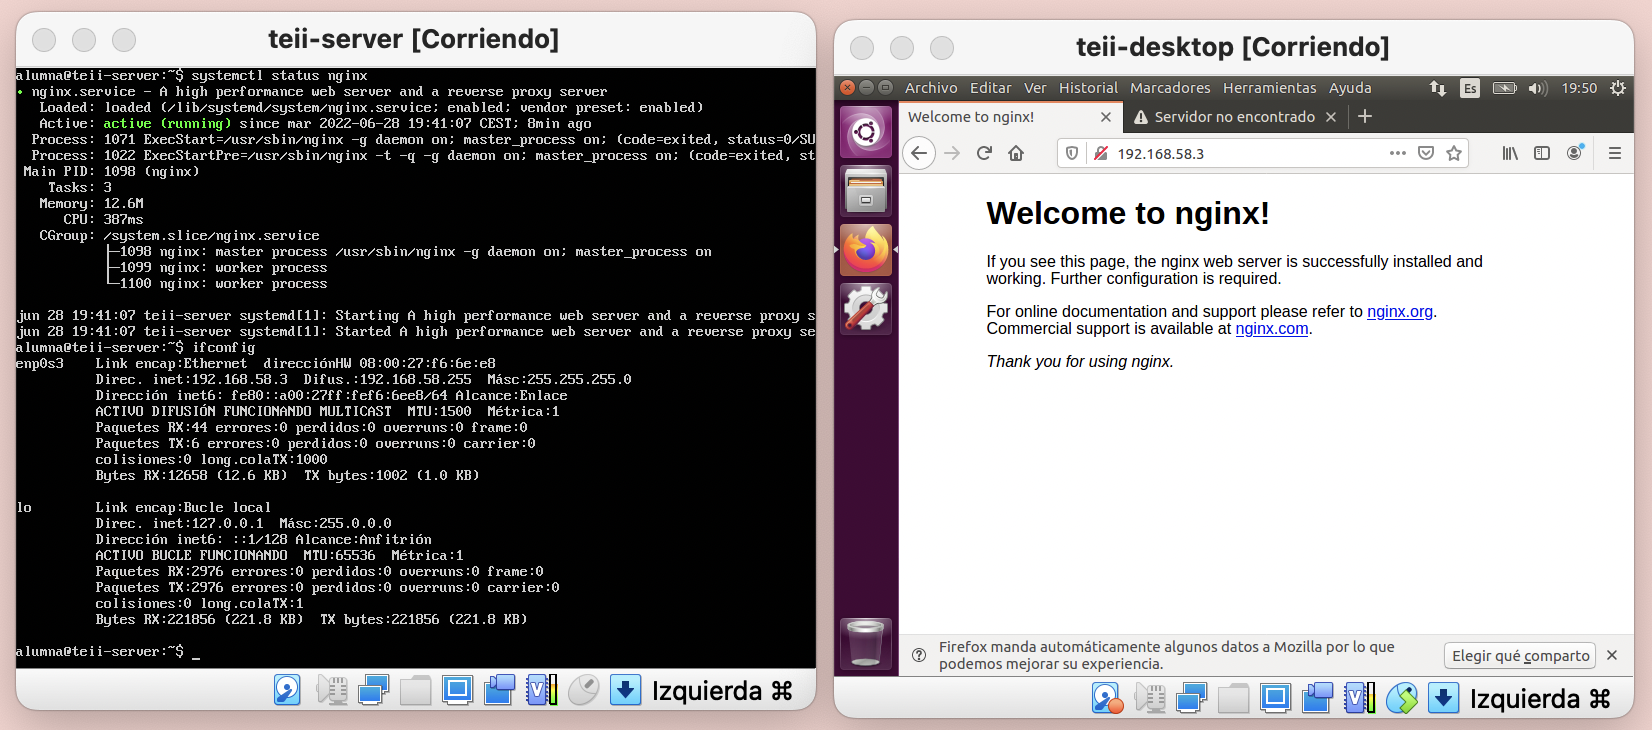 teii-server [Corriendo]
alumna@teii-server:~$ systemctl status nginx
● nginx.service - A high performance web server and a reverse proxy server
Loaded: loaded (/lib/systemd/system/nginx.service; enabled; vendor preset: enabled)
Active: active (running) since mar 2022-06-28 19:41:07 CEST; 8min ago
Process: 1071 ExecStart=/usr/sbin/nginx -g daemon on; master_process on; (code=exited, status=0/SU
Process: 1022 ExecStartPre=/usr/sbin/nginx -t -q -g daemon on; master_process on; (code=exited, st
Main PID: 1098 (nginx)
Tasks: 3
Memory: 12.6M
CPU: 387ms
CGroup: /system.slice/nginx.service
├─1098 nginx: master process /usr/sbin/nginx -g daemon on; master_process on
├─1099 nginx: worker process
└─1100 nginx: worker process
jun 28 19:41:07 teii-server systemd[1]: Starting A high performance web server and a reverse proxy s
jun 28 19:41:07 teii-server systemd[1]: Started A high performance web server and a reverse proxy se
alumna@teii-server:~$ ifconfig
enp0s3 Link encap:Ethernet direcciónHW 08:00:27:f6:6e:e8
Direc. inet:192.168.58.3 Difus.:192.168.58.255 Másc:255.255.255.0
Dirección inet6: fe80::a00:27ff:fef6:6ee8/64 Alcance:Enlace
ACTIVO DIFUSIÓN FUNCIONANDO MULTICAST MTU:1500 Métrica:1
Paquetes RX:44 errores:0 perdidos:0 overruns:0 frame:0
Paquetes TX:6 errores:0 perdidos:0 overruns:0 carrier:0
colisiones:0 long.colaTX:1000
Bytes RX:12658 (12.6 KB) TX bytes:1002 (1.0 KB)
lo Link encap:Bucle local
Direc. inet:127.0.0.1 Másc:255.0.0.0
Dirección inet6: ::1/128 Alcance:Anfitrión
ACTIVO BUCLE FUNCIONANDO MTU:65536 Métrica:1
Paquetes RX:2976 errores:0 perdidos:0 overruns:0 frame:0
Paquetes TX:2976 errores:0 perdidos:0 overruns:0 carrier:0
colisiones:0 long.colaTX:1
Bytes RX:221856 (221.8 KB) TX bytes:221856 (221.8 KB)
alumna@teii-server:~$ _
Izquierda ⌘
teii-desktop [Corriendo]
Archivo Editar Ver Historial Marcadores Herramientas Ayuda Es 19:50
Welcome to nginx! Servidor no encontrado
192.168.58.3
Welcome to nginx!
If you see this page, the nginx web server is successfully installed and
working. Further configuration is required.
For online documentation and support please refer to nginx.org.
Commercial support is available at nginx.com.
Thank you for using nginx.
Firefox manda automáticamente algunos datos a Mozilla por lo que
podemos mejorar su experiencia.
Elegir qué comparto
Izquierda ⌘